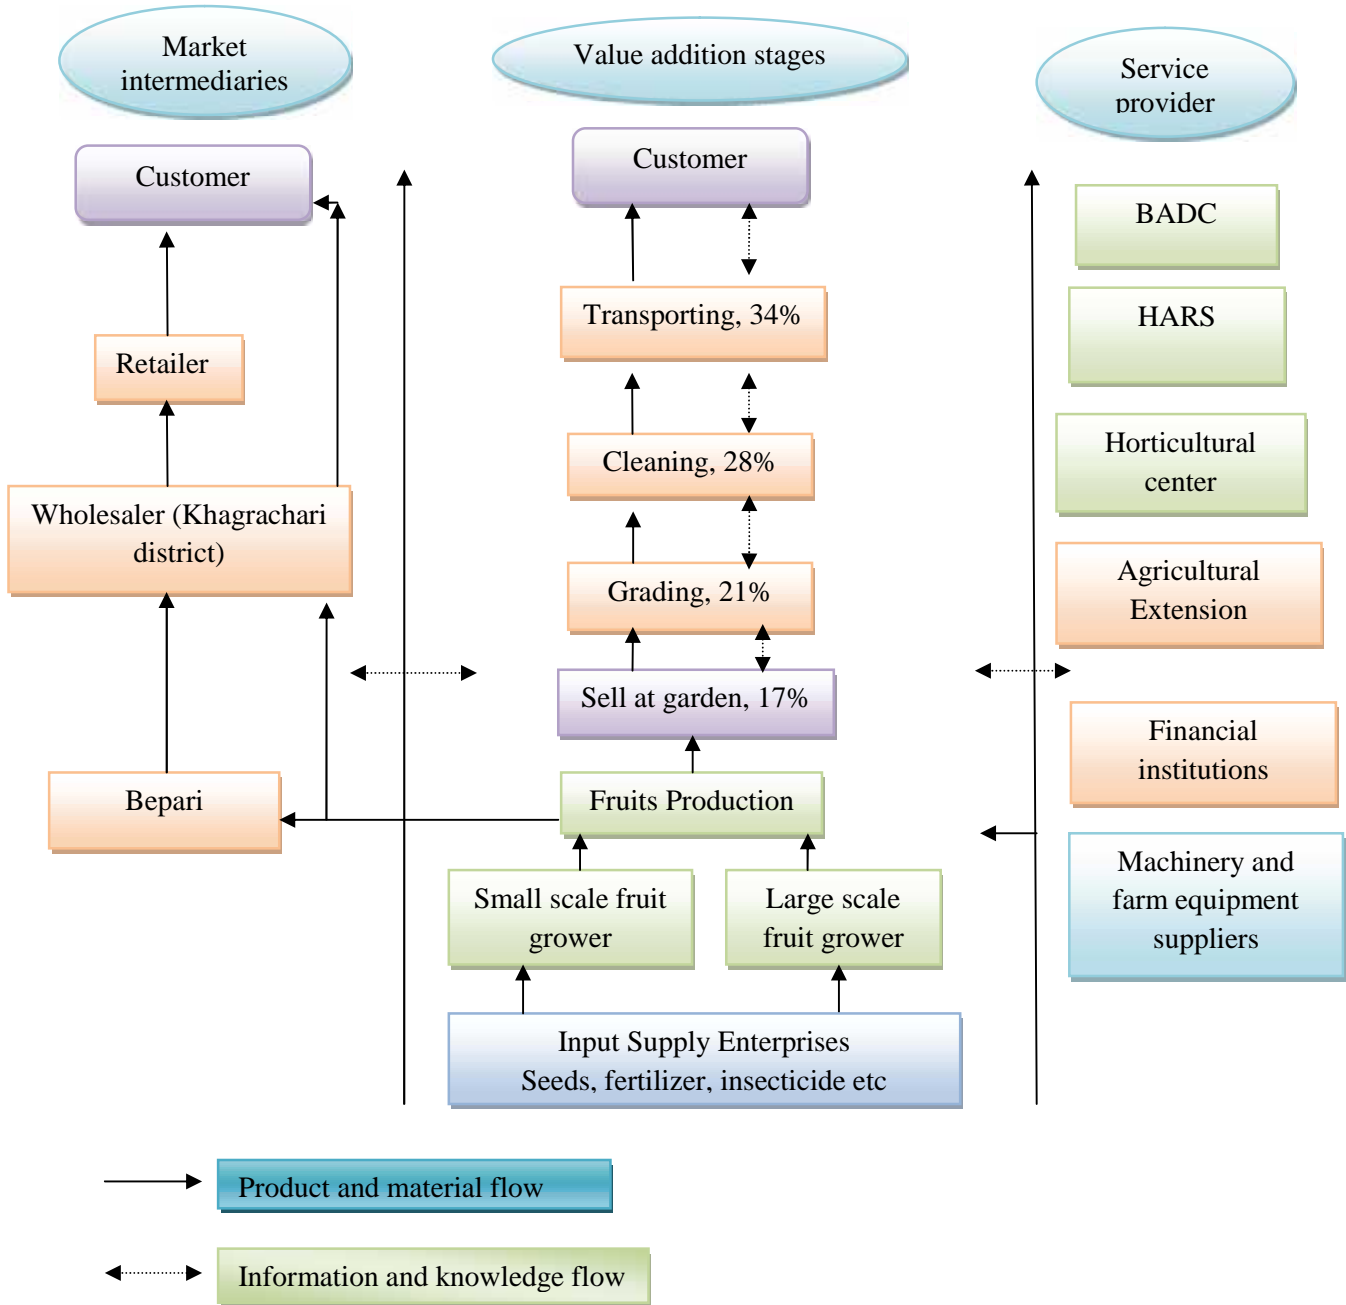 Market
intermediaries
Value addition stages
Service
provider
Customer
Retailer
Wholesaler (Khagrachari
district)
Bepari
Customer
Transporting, 34%
Cleaning, 28%
Grading, 21%
Sell at garden, 17%
Fruits Production
Small scale fruit
grower
Large scale
fruit grower
Input Supply Enterprises
Seeds, fertilizer, insecticide etc
BADC
HARS
Horticultural
center
Agricultural
Extension
Financial
institutions
Machinery and
farm equipment
suppliers
Product and material flow
Information and knowledge flow